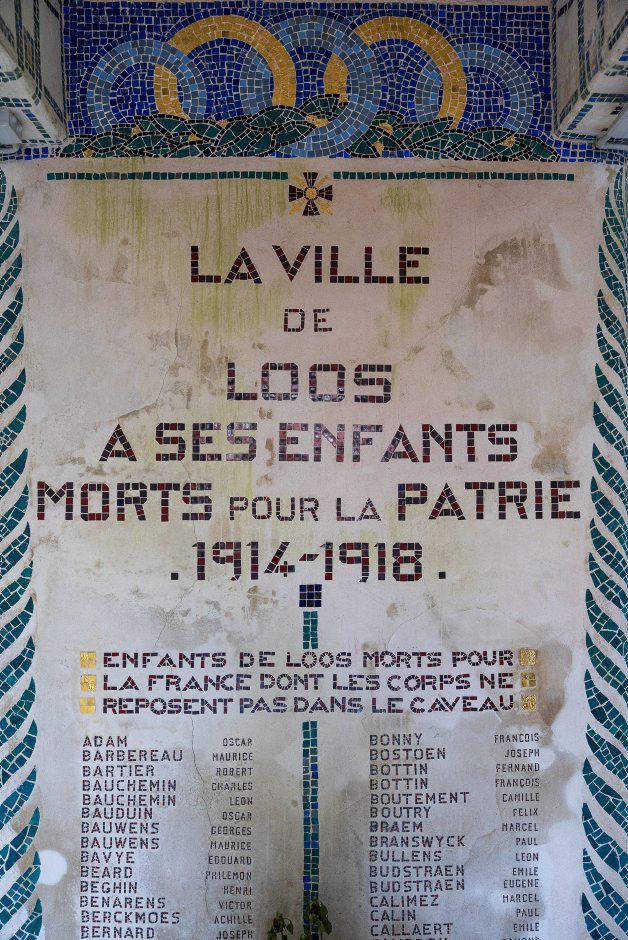 LA VILLE
DE
LOOS
A SES ENFANTS
MORTS POUR LA PATRIE
.1914-1918.
ENFANTS DE LOOS MORTS POUR
LA FRANCE DONT LES CORPS NE
REPOSENT PAS DANS LE CAVEAU
ADAM OSCAR
BARBEREAU MAURICE
BARTIER ROBERT
BAUCHEMIN CHARLES
BAUCHEMIN LEON
BAUDUIN OSCAR
BAUWENS GEORGES
BAUWENS MAURICE
BAVYE EDOUARD
BEARD PHILEMON
BEGHIN HENRI
BENARENS VICTOR
BERCKMOES ACHILLE
BERNARD JOSEPH
BONNY FRANCOIS
BOSTOEN JOSEPH
BOTTIN FERNAND
BOTTIN FRANÇOIS
BOUTEMENT CAMILLE
BOUTRY FELIX
BRAEM MARCEL
BRANSWYCK PAUL
BULLENS LEON
BUDSTRAEN EMILE
BUDSTRAEN EUGENE
CALIMEZ MARCEL
CALIN PAUL
CALLAERT EMILE